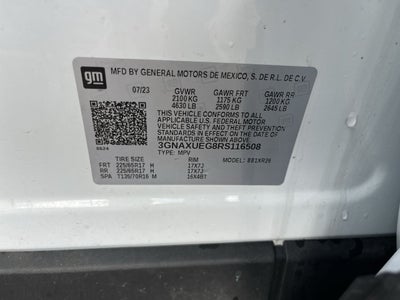 gm MFD BY GENERAL MOTORS DE MEXICO, S. DE R.L. DE C.V.
07/23 GVWR GAWR FRT GAWR RR
2100 KG 1175 KG 1200 KG
4630 LB 2590 LB 2645 LB
THIS VEHICLE CONFORMS TO ALL
APPLICABLE U.S. FEDERAL MOTOR
VEHICLE SAFETY AND THEFT
PREVENTION STANDARDS IN EFFECT
ON THE DATE OF
MANUFACTURE SHOWN ABOVE.
3GNAXUEG8RS116508
TYPE: MPV
TIRE SIZE RIM MODEL:
FRT 225/65R17 H 17X7J
RR 225/65R17 H 17X7J
SPA T135/70R16 M 16X4BT